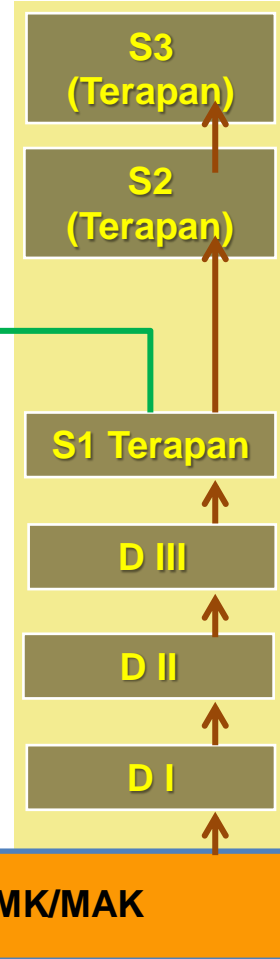 S3
(Terapan)
S2
(Terapan)
S1 Terapan
D III
D II
D I
MK/MAK